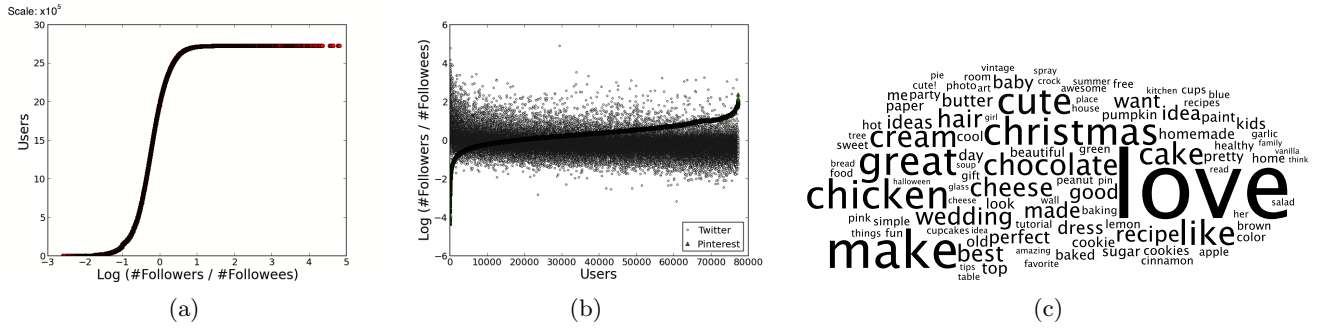 Scale: x10⁵
30
25
20
15
10
5
0
Users
−3 −2 −1 0 1 2 3 4 5
Log (#Followers / #Followees)
(a)
6
4
2
0
−2
−4
−6
Log (#Followers / #Followees)
Twitter
Pinterest
0 10000 20000 30000 40000 50000 60000 70000 80000
Users
(b)
vintage
pie room spray
cute! photo art baby crock summer free
awesome
me party butter cute place want kitchen cups blue
paper house recipes
hot ideas hair girl pumpkin idea paint kids
tree cream cool christmas homemade garlic
sweet family
bread great day beautiful green cake healthy vanilla
food soup chocolate pretty home think
gift peanut pin read
chicken halloween glass cheese good love salad
cheese look wall
pink simple wedding made baking her
things fun cupcakes idea tutorial dress lemon recipe like brown
make old perfect cookie color
best amazing baked sugar cookies apple
tips top favorite cinnamon
table
(c)